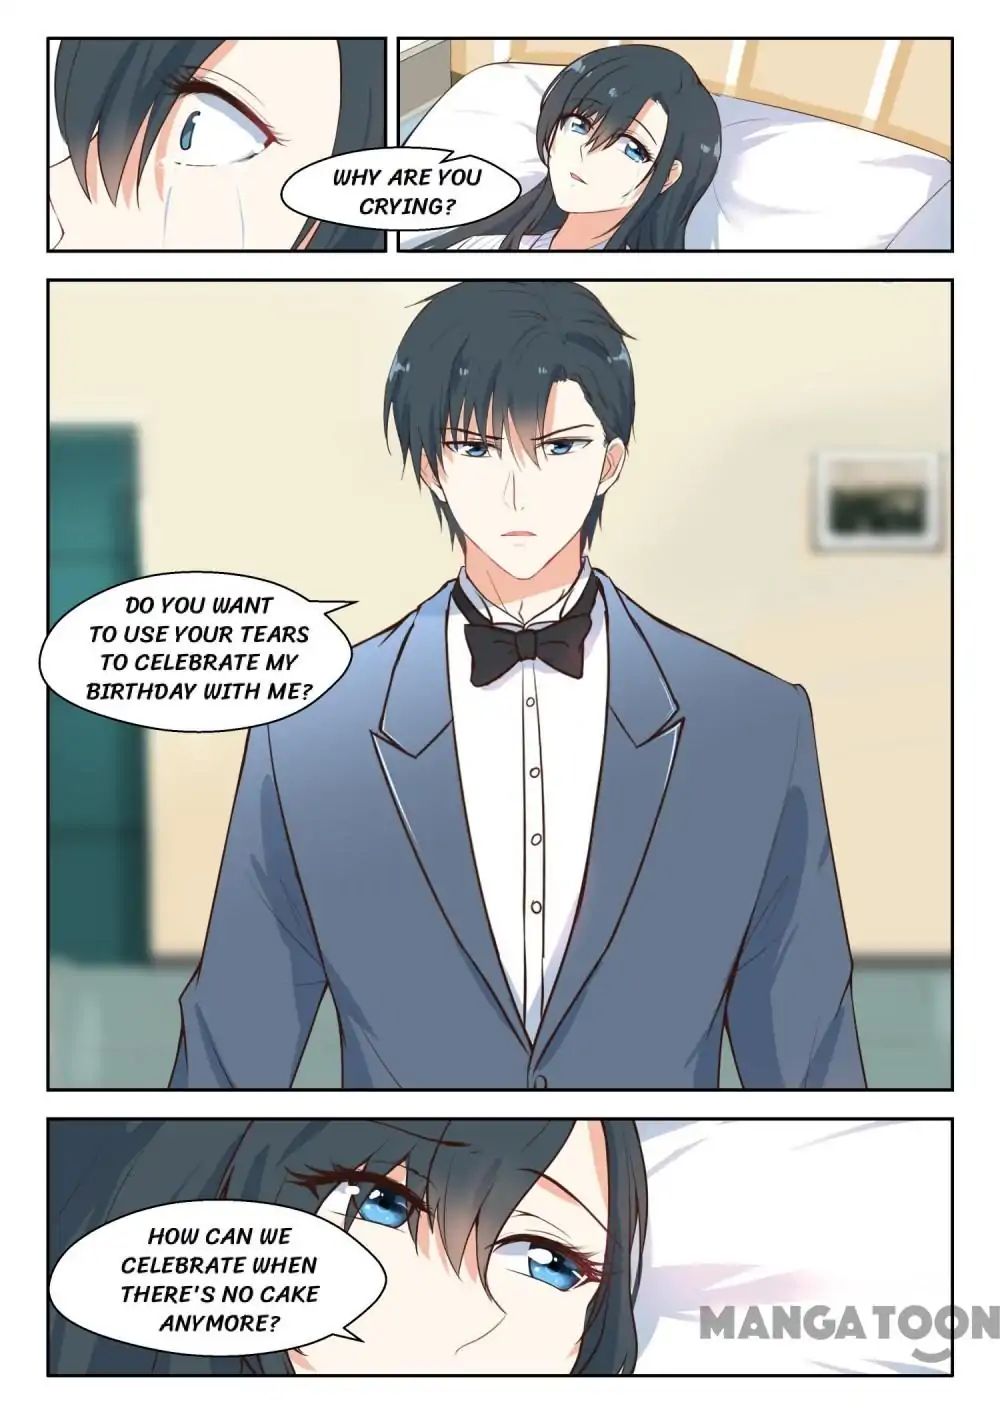 WHY ARE YOU
CRYING?
DO YOU WANT
TO USE YOUR TEARS
TO CELEBRATE MY
BIRTHDAY WITH ME?
HOW CAN WE
CELEBRATE WHEN
THERE'S NO CAKE
ANYMORE?
MANGATOON